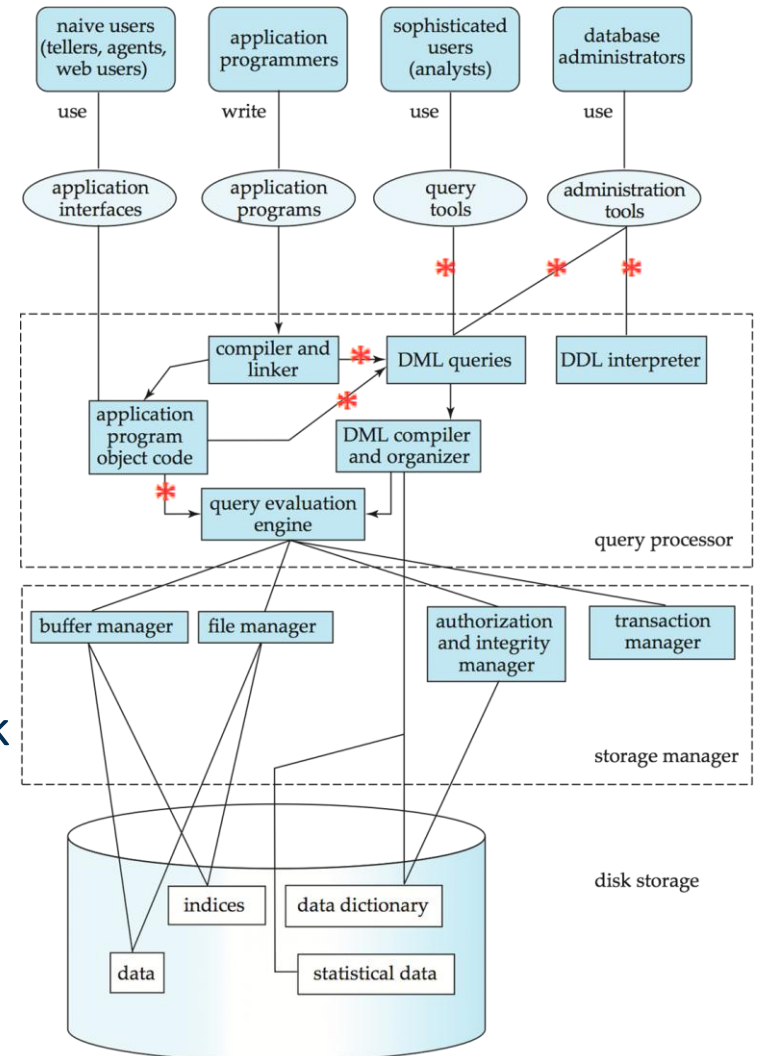 naive users
(tellers, agents,
web users)
application
programmers
sophisticated
users
(analysts)
database
administrators
use
write
use
use
application
interfaces
application
programs
query
tools
administration
tools
*
*
*
compiler and
linker
*
DML queries
DDL interpreter
*
application
program
object code
DML compiler
and organizer
*
query evaluation
engine
query processor
buffer manager
file manager
authorization
and integrity
manager
transaction
manager
k
storage manager
disk storage
indices
data dictionary
data
statistical data